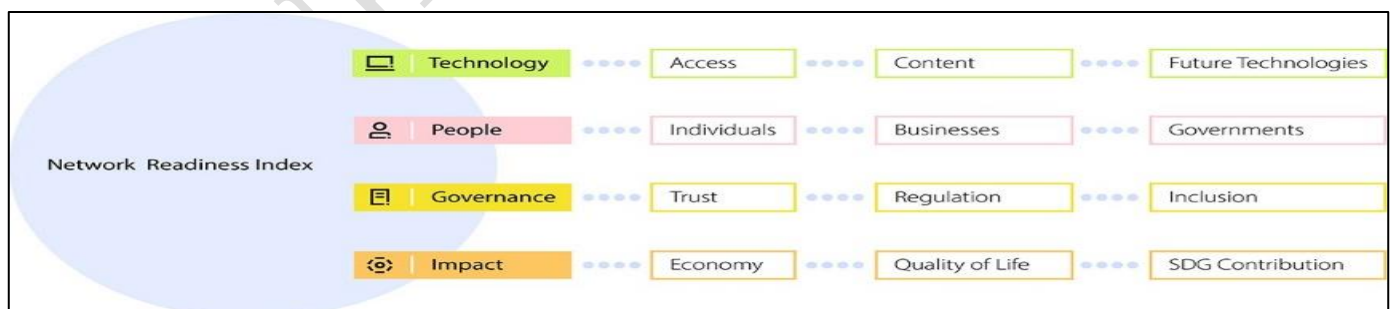 Technology Access Content Future Technologies
People Individuals Businesses Governments
Network Readiness Index
Governance Trust Regulation Inclusion
Impact Economy Quality of Life SDG Contribution